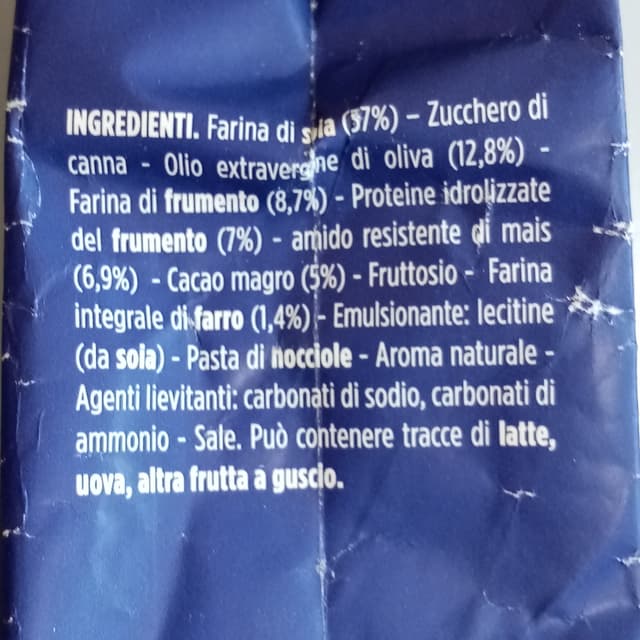 INGREDIENTI. Farina di soia (37%) – Zucchero di
canna - Olio extravergine di oliva (12,8%) -
Farina di frumento (8,7%) - Proteine idrolizzate
del frumento (7%) - amido resistente di mais
(6,9%) - Cacao magro (5%) - Fruttosio - Farina
integrale di farro (1,4%) - Emulsionante: lecitine
(da soia) - Pasta di nocciole - Aroma naturale -
Agenti lievitanti: carbonati di sodio, carbonati di
ammonio - Sale. Può contenere tracce di latte,
uova, altra frutta a guscio.